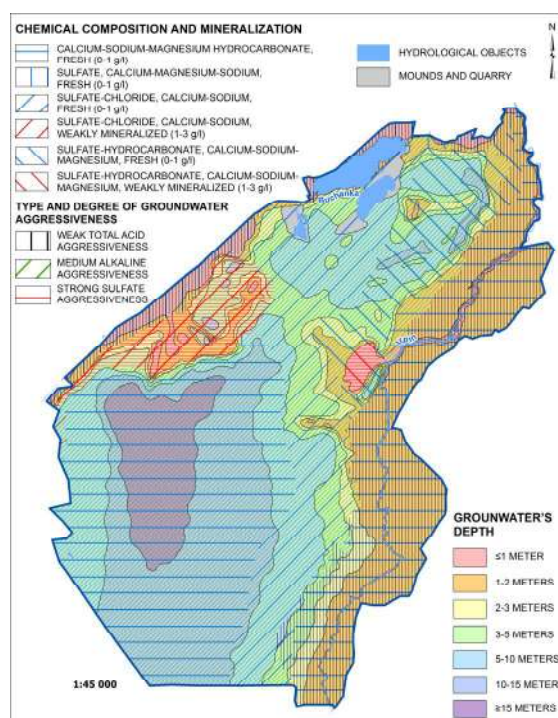 CHEMICAL COMPOSITION AND MINERALIZATION
CALCIUM-SODIUM-MAGNESIUM HYDROCARBONATE,
FRESH (0-1 g/l)
SULFATE, CALCIUM-MAGNESIUM-SODIUM,
FRESH (0-1 g/l)
SULFATE-CHLORIDE, CALCIUM-SODIUM,
FRESH (0-1 g/l)
SULFATE-CHLORIDE, CALCIUM-SODIUM,
WEAKLY MINERALIZED (1-3 g/l)
SULFATE-HYDROCARBONATE, CALCIUM-SODIUM-
MAGNESIUM, FRESH (0-1 g/l)
SULFATE-HYDROCARBONATE, CALCIUM-SODIUM-
MAGNESIUM, WEAKLY MINERALIZED (1-3 g/l)
TYPE AND DEGREE OF GROUNDWATER
AGGRESSIVENESS
WEAK TOTAL ACID
AGGRESSIVENESS
MEDIUM ALKALINE
AGGRESSIVENESS
STRONG SULFATE
AGGRESSIVENESS
HYDROLOGICAL OBJECTS
MOUNDS AND QUARRY
N
GROUNWATER'S
DEPTH
≤1 METER
1-2 METERS
2-3 METERS
3-5 METERS
5-10 METERS
10-15 METER
≥15 METERS
1:45 000